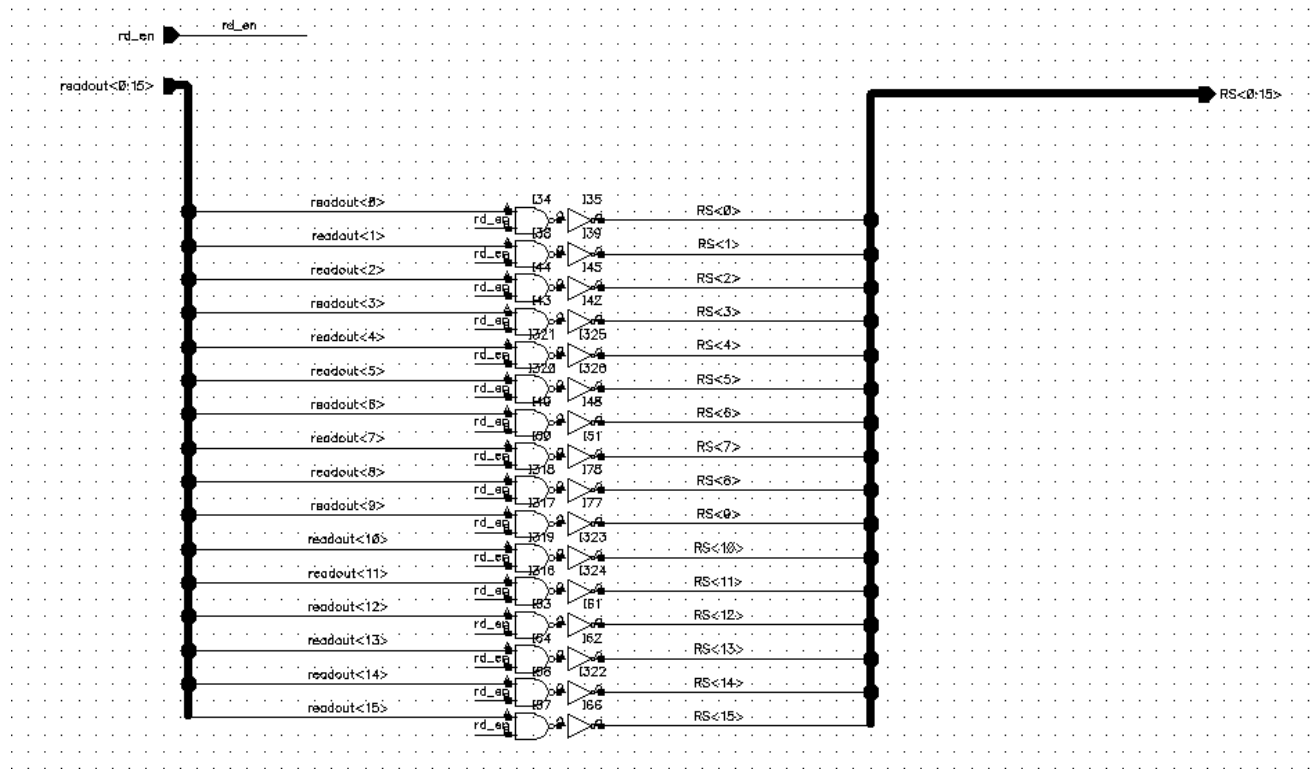 rd_en rd_en
readout<0:15> RS<0:15>
I34 I35
readout<0> rd_en RS<0>
I38 I39
readout<1> rd_en RS<1>
I44 I45
readout<2> rd_en RS<2>
I43 I42
readout<3> rd_en RS<3>
I321 I325
readout<4> rd_en RS<4>
I320 I326
readout<5> rd_en RS<5>
I49 I48
readout<6> rd_en RS<6>
I50 I51
readout<7> rd_en RS<7>
I318 I78
readout<8> rd_en RS<8>
I317 I77
readout<9> rd_en RS<9>
I319 I323
readout<10> rd_en RS<10>
I316 I324
readout<11> rd_en RS<11>
I61
readout<12> rd_en RS<12>
I64 I62
readout<13> rd_en RS<13>
I322
readout<14> rd_en RS<14>
I66
readout<15> rd_en RS<15>